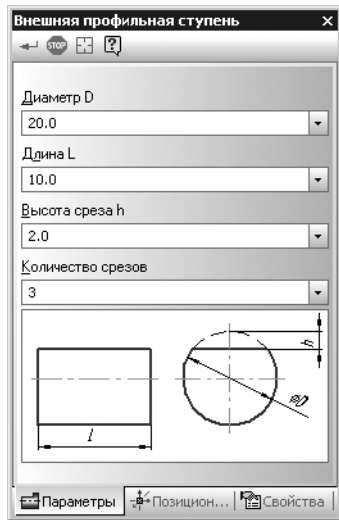 Внешняя профильная ступень
STOP
Диаметр D
20.0
Длина L
10.0
Высота среза h
2.0
Количество срезов
3
h
⌀D
l
Параметры Позицион... Свойства